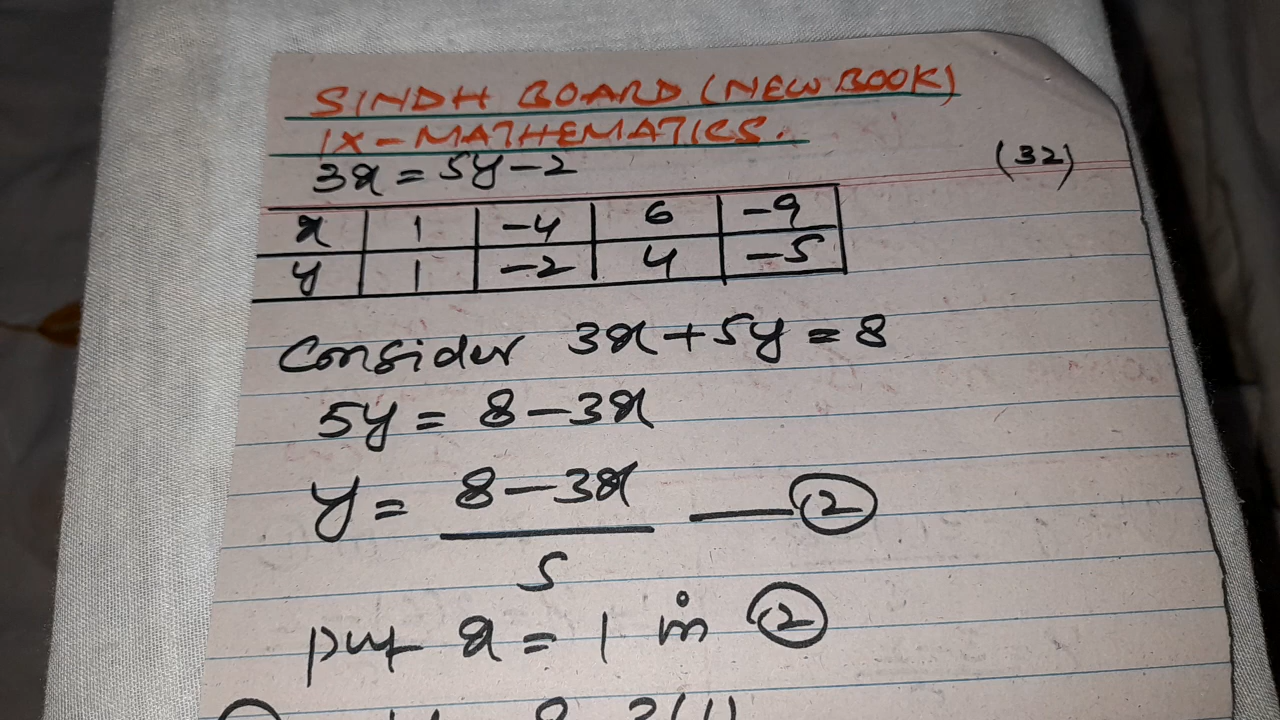 SINDH BOARD (NEW BOOK)
IX-MATHEMATICS.
(32)
3x = 5y-2
x 1 -4 6 -9
y 1 -2 4 -5
Consider 3x+5y = 8
5y = 8-3x
y = 8-3x — 2
5
put x = 1 in 2